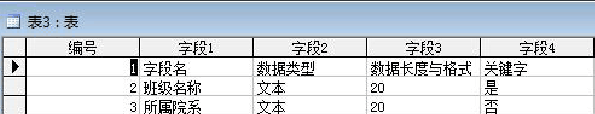 表3：表
编号 字段1 字段2 字段3 字段4
1 字段名 数据类型 数据长度与格式 关键字
2 班级名称 文本 20 是
3 所属院系 文本 20 否